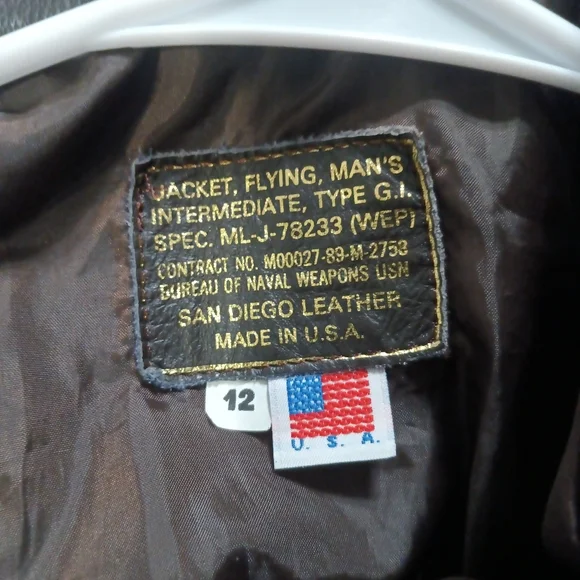 JACKET, FLYING, MAN'S
INTERMEDIATE, TYPE G.I.
SPEC. ML-J-78233 (WEP)
CONTRACT NO. M00027-89-M-2753
BUREAU OF NAVAL WEAPONS USN
SAN DIEGO LEATHER
MADE IN U.S.A.
12
U. S. A.